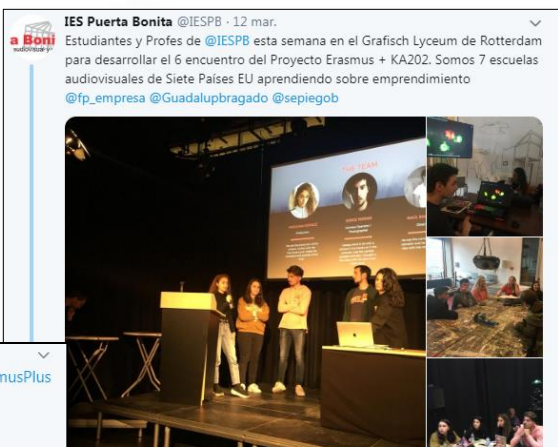 IES Puerta Bonita @IESPB · 12 mar.
a Boni
audiovisual y
Estudiantes y Profes de @IESPB esta semana en el Grafisch Lyceum de Rotterdam
para desarrollar el 6 encuentro del Proyecto Erasmus + KA202. Somos 7 escuelas
audiovisuales de Siete Países EU aprendiendo sobre emprendimiento
@fp_empresa @Guadalupbragado @sepiegob
THE TEAM
musPlus